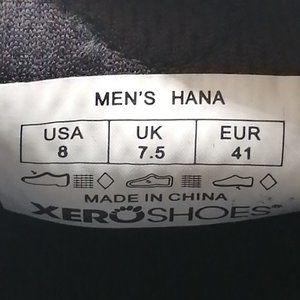 MEN'S HANA
USA UK EUR
8 7.5 41
MADE IN CHINA
XEROSHOES®